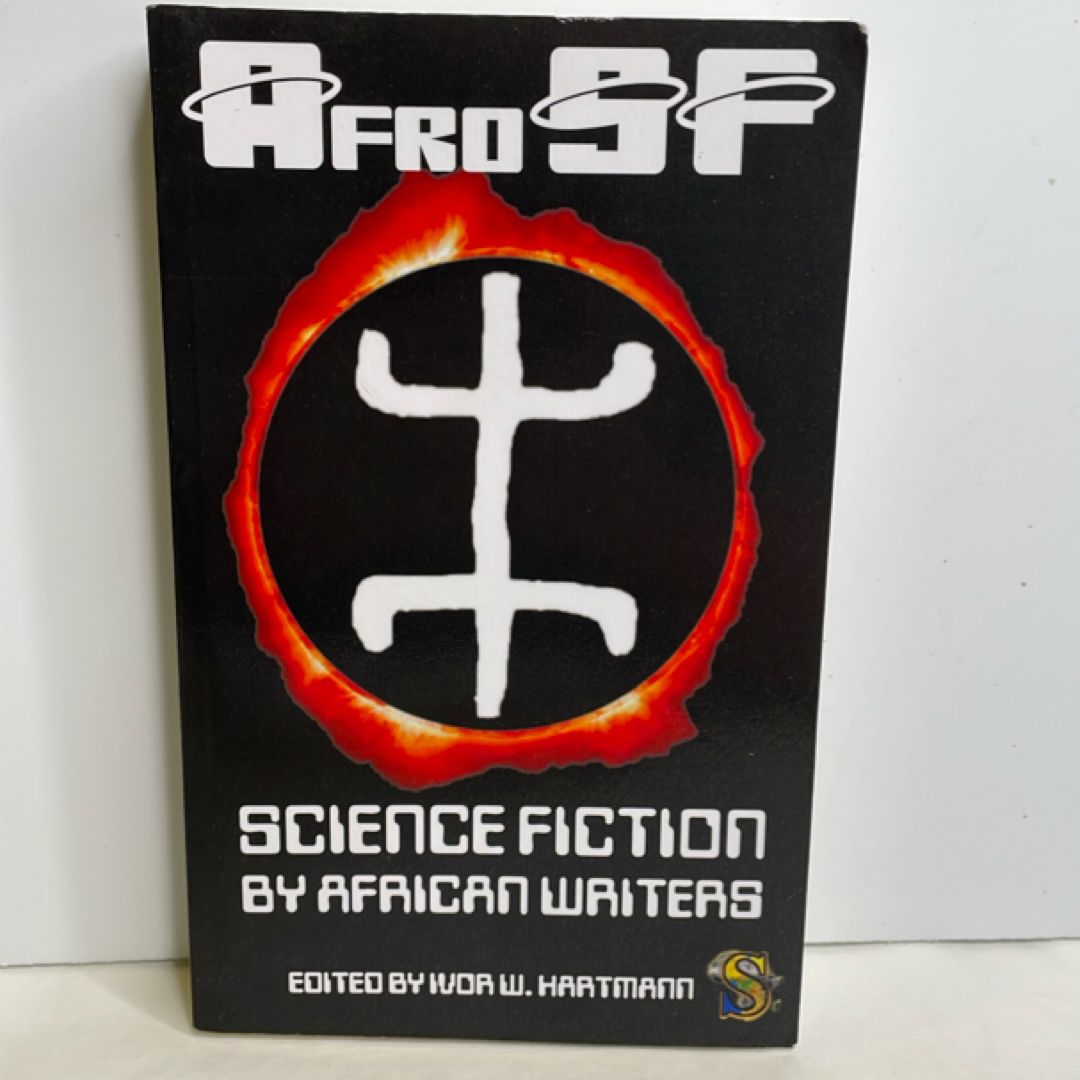 AFRO SF
SCIENCE FICTION
BY AFRICAN WRITERS
EDITED BY IVOR W. HARTMANN
S